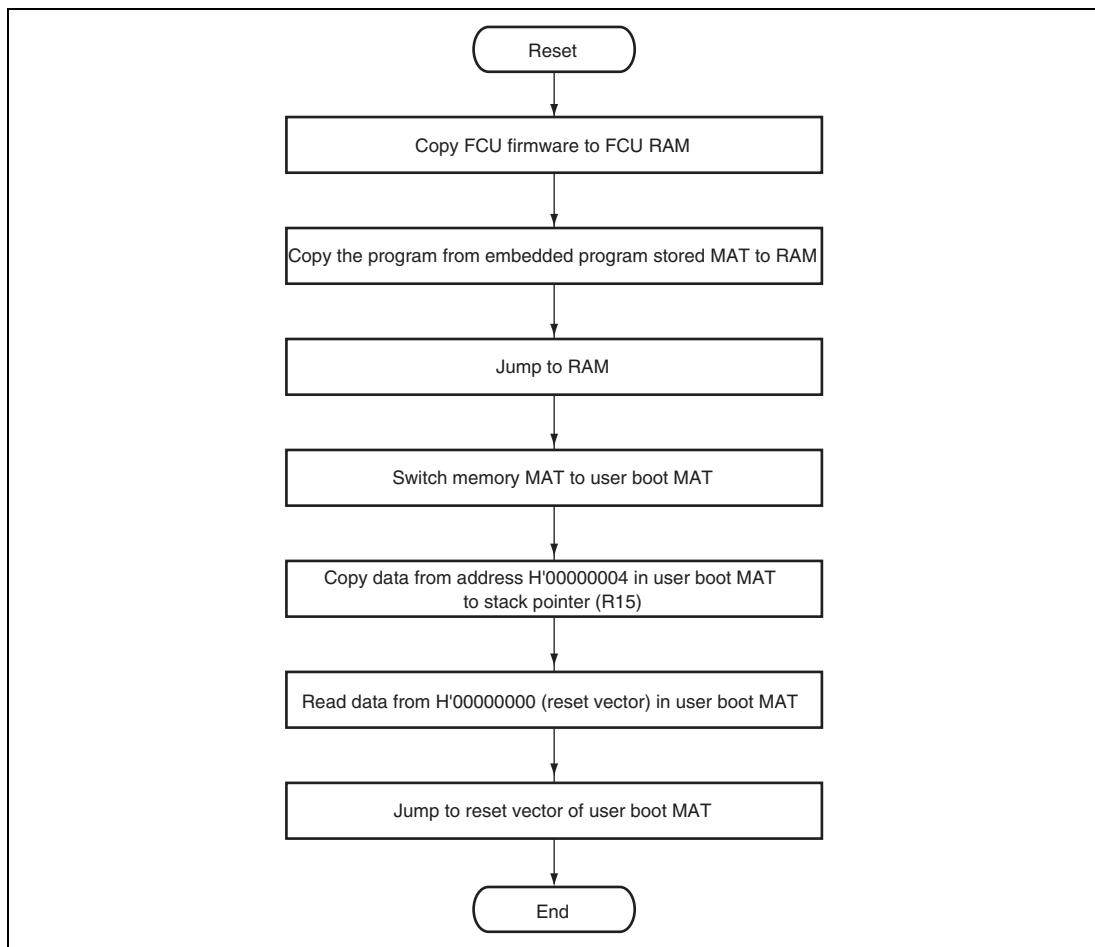 Reset
Copy FCU firmware to FCU RAM
Copy the program from embedded program stored MAT to RAM
Jump to RAM
Switch memory MAT to user boot MAT
Copy data from address H'00000004 in user boot MAT
to stack pointer (R15)
Read data from H'00000000 (reset vector) in user boot MAT
Jump to reset vector of user boot MAT
End